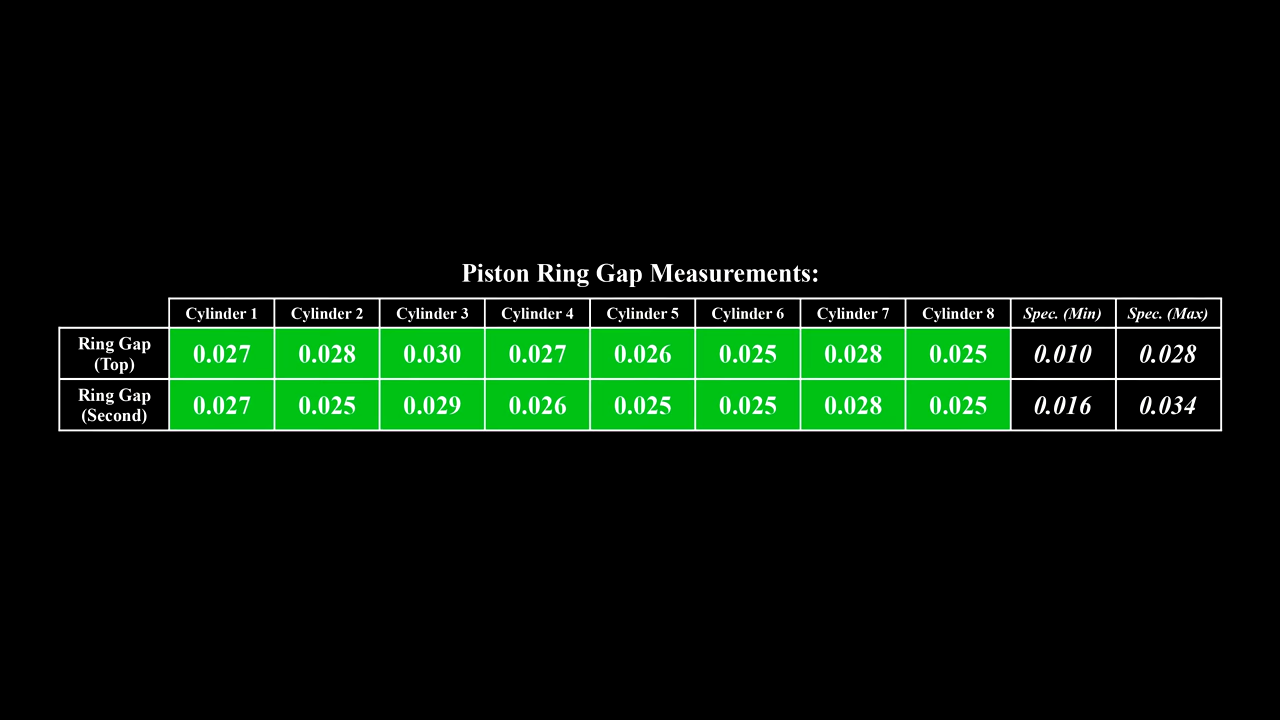 Piston Ring Gap Measurements:
Cylinder 1 Cylinder 2 Cylinder 3 Cylinder 4 Cylinder 5 Cylinder 6 Cylinder 7 Cylinder 8 Spec. (Min) Spec. (Max)
Ring Gap
(Top)
0.027 0.028 0.030 0.027 0.026 0.025 0.028 0.025 0.010 0.028
Ring Gap
(Second)
0.027 0.025 0.029 0.026 0.025 0.025 0.028 0.025 0.016 0.034